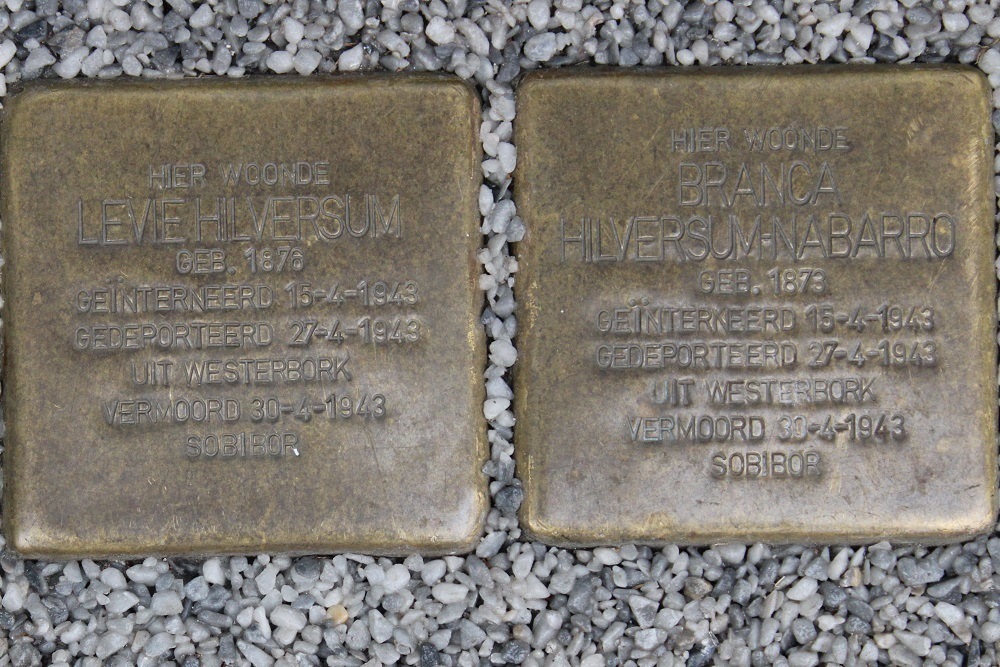 HIER WOONDE
LEVIE HILVERSUM
GEB. 1876
GEÏNTERNEERD 15-4-1943
GEDEPORTEERD 27-4-1943
UIT WESTERBORK
VERMOORD 30-4-1943
SOBIBOR
HIER WOONDE
BRANCA
HILVERSUM-NABARRO
GEB. 1873
GEÏNTERNEERD 15-4-1943
GEDEPORTEERD 27-4-1943
UIT WESTERBORK
VERMOORD 30-4-1943
SOBIBOR